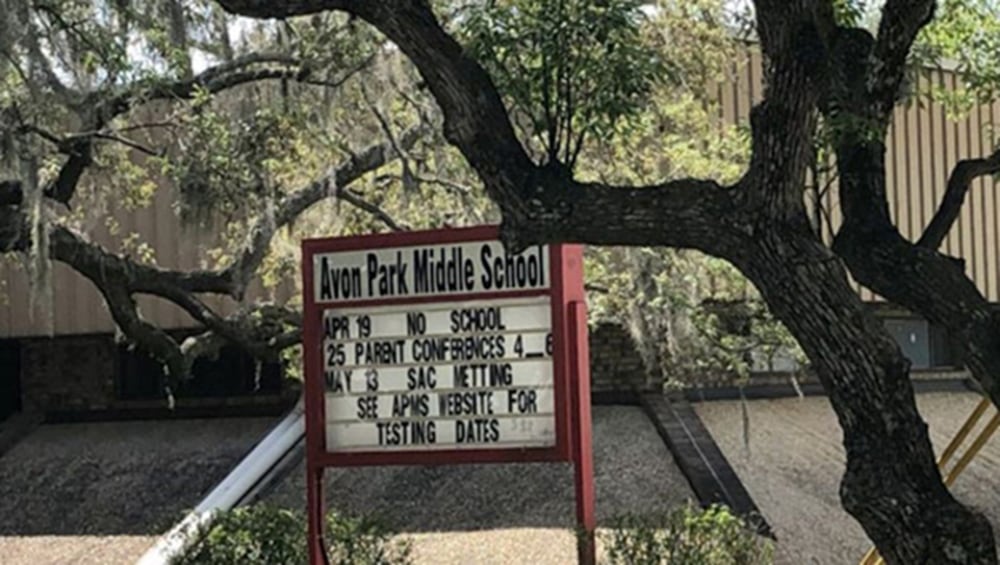 Avon Park Middle School
APR 19 NO SCHOOL
25 PARENT CONFERENCES 4_6
MAY 13 SAC METTING
SEE APMS WEBSITE FOR
TESTING DATES